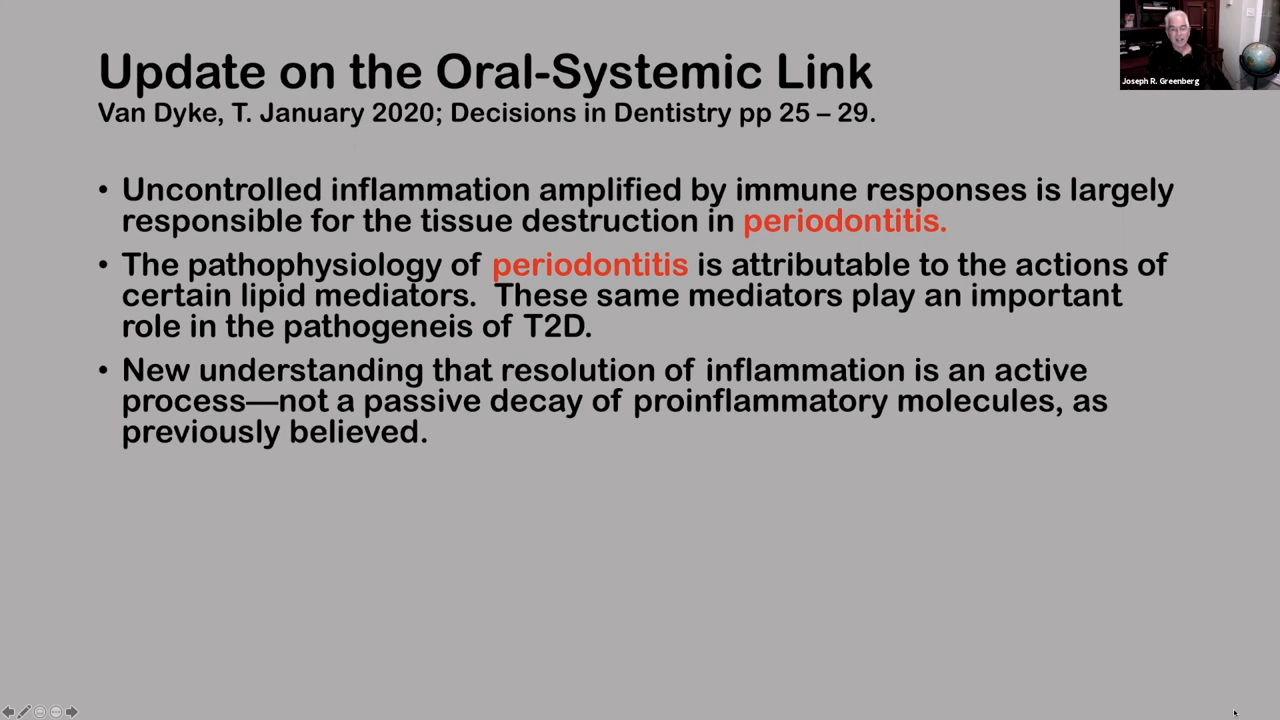 Update on the Oral-Systemic Link
Van Dyke, T. January 2020; Decisions in Dentistry pp 25 – 29.
Joseph R. Greenberg
• Uncontrolled inflammation amplified by immune responses is largely
responsible for the tissue destruction in periodontitis.
• The pathophysiology of periodontitis is attributable to the actions of
certain lipid mediators.  These same mediators play an important
role in the pathogeneis of T2D.
• New understanding that resolution of inflammation is an active
process—not a passive decay of proinflammatory molecules, as
previously believed.